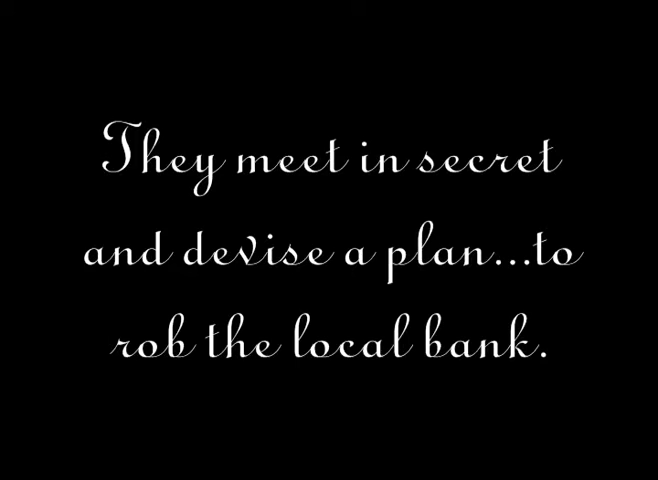 They meet in secret
and devise a plan...to
rob the local bank.